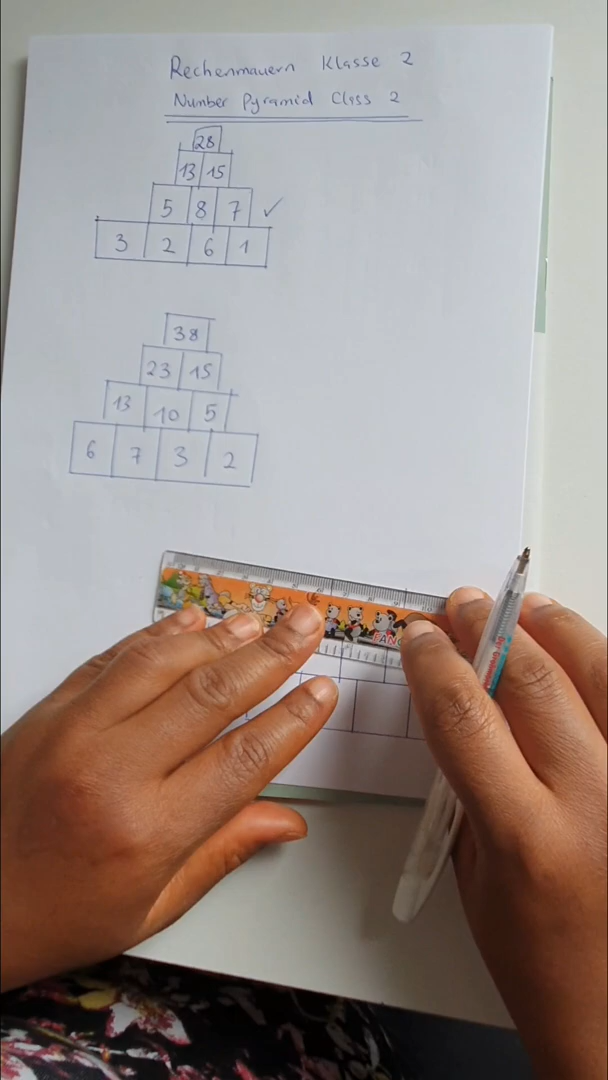 Rechenmauern Klasse 2
Number Pyramid Class 2
28
13 15
5 8 7 ✓
3 2 6 1
38
23 15
13 10 5
6 7 3 2